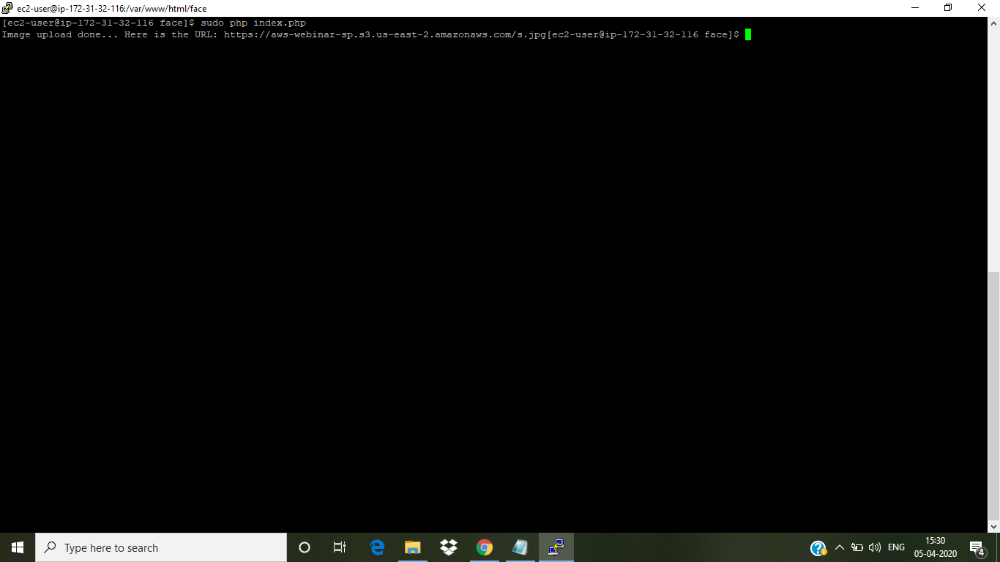 ec2-user@ip-172-31-32-116:/var/www/html/face
[ec2-user@ip-172-31-32-116 face]$ sudo php index.php
Image upload done... Here is the URL: https://aws-webinar-sp.s3.us-east-2.amazonaws.com/s.jpg[ec2-user@ip-172-31-32-116 face]$
Type here to search
ENG
15:30
05-04-2020
4